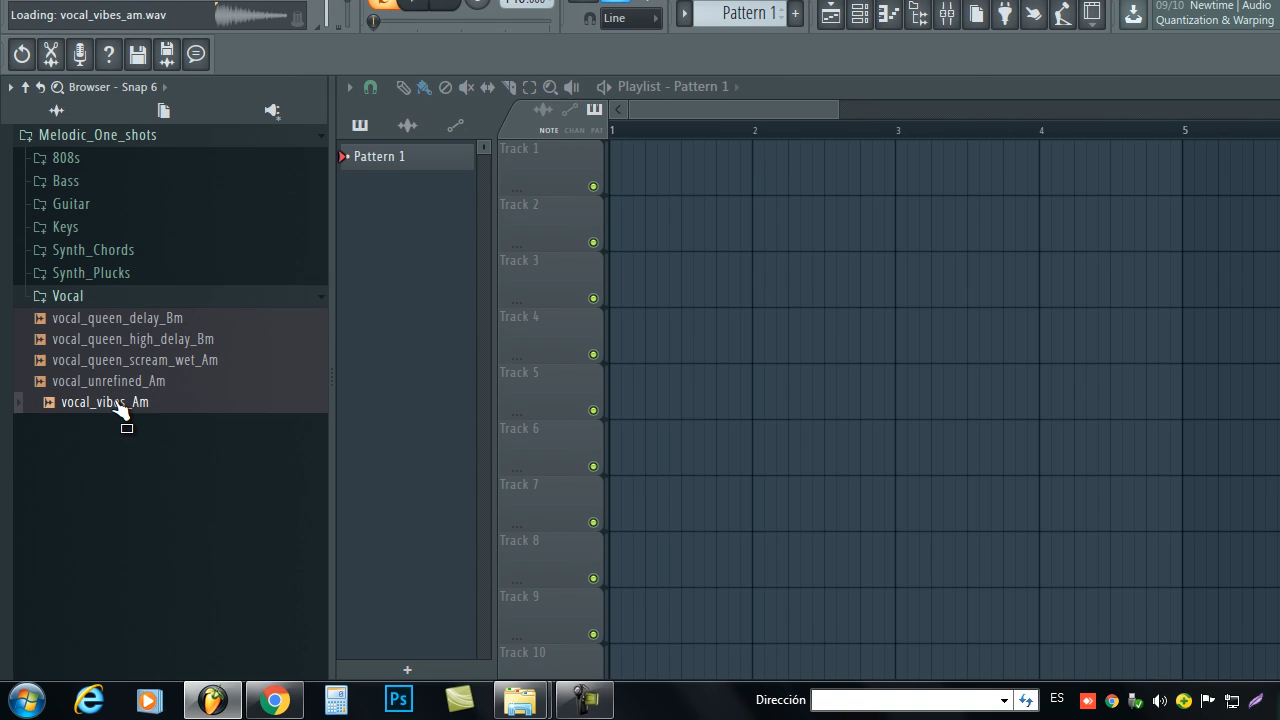 Loading: vocal_vibes_am.wav
Line
Pattern 1
+
09/10 Newtime | Audio
Quantization & Warping
?
Browser - Snap 6
Playlist - Pattern 1
NOTE CHAN PAT
1 2 3 4 5
Melodic_One_shots
808s
Bass
Guitar
Keys
Synth_Chords
Synth_Plucks
Vocal
vocal_queen_delay_Bm
vocal_queen_high_delay_Bm
vocal_queen_scream_wet_Am
vocal_unrefined_Am
vocal_vibes_Am
Pattern 1
+
Track 1
...
Track 2
...
Track 3
...
Track 4
...
Track 5
...
Track 6
...
Track 7
...
Track 8
...
Track 9
...
Track 10
Ps
Dirección
ES